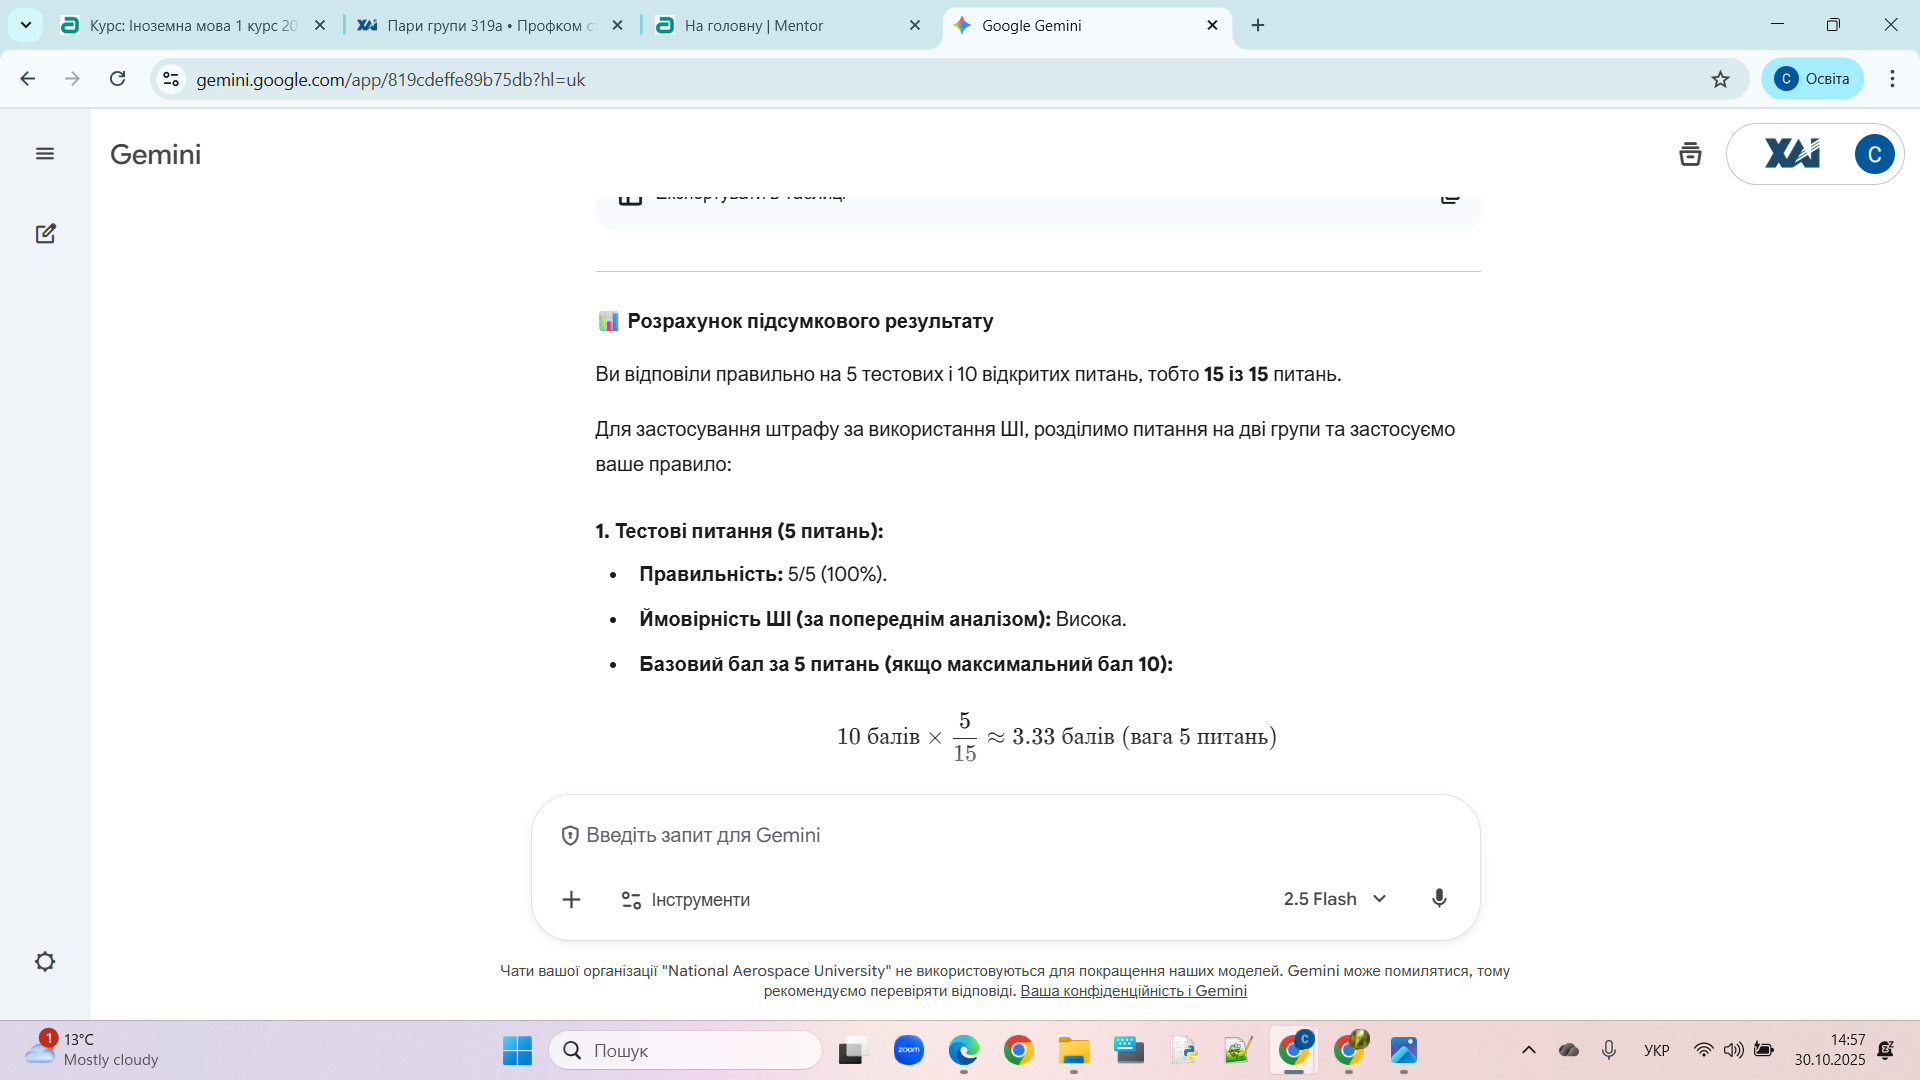 Курс: Іноземна мова 1 курс 20
Пари групи 319а • Профком ст
На головну | Mentor
Google Gemini
gemini.google.com/app/819cdeffe89b75db?hl=uk
C Освіта
Gemini
ХАІ
C
Експортувати в Таблиці
Розрахунок підсумкового результату
Ви відповіли правильно на 5 тестових і 10 відкритих питань, тобто 15 із 15 питань.
Для застосування штрафу за використання ШІ, розділимо питання на дві групи та застосуємо
ваше правило:
1. Тестові питання (5 питань):
• Правильність: 5/5 (100%).
• Ймовірність ШІ (за попереднім аналізом): Висока.
• Базовий бал за 5 питань (якщо максимальний бал 10):
10 балів × 5/15 ≈ 3.33 балів (вага 5 питань)
Введіть запит для Gemini
Інструменти
2.5 Flash
Чати вашої організації "National Aerospace University" не використовуються для покращення наших моделей. Gemini може помилятися, тому
рекомендуємо перевіряти відповіді. Ваша конфіденційність і Gemini
1
13°C
Mostly cloudy
Пошук
zoom
C
УКР
14:57
30.10.2025